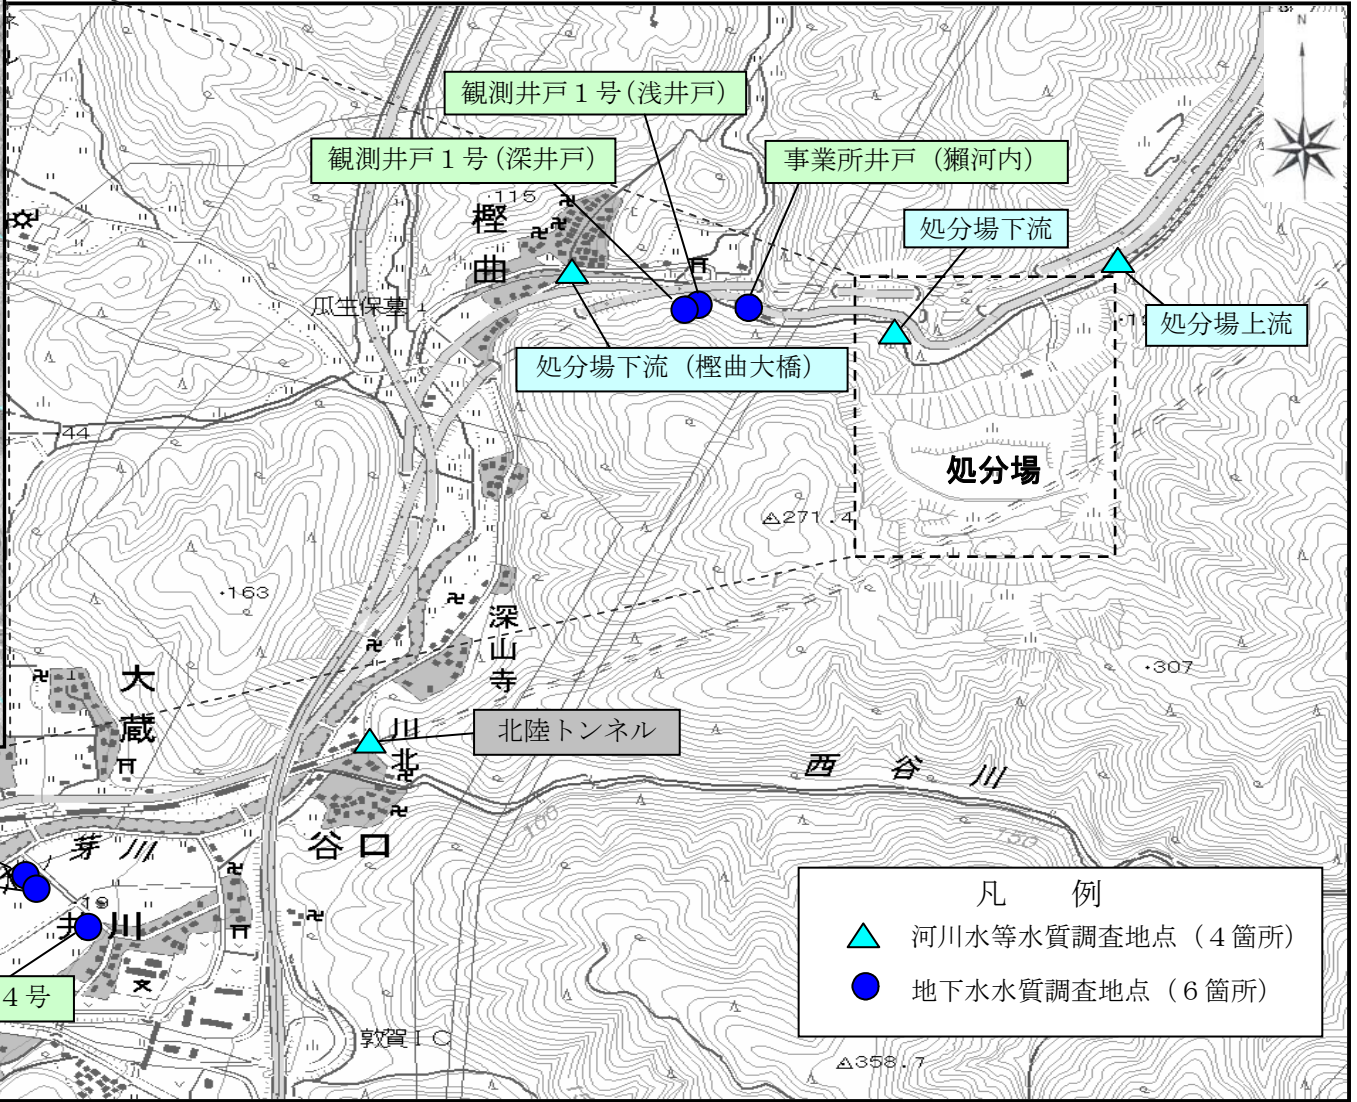 N
観測井戸１号（浅井戸）
観測井戸１号（深井戸）
事業所井戸（獺河内）
・115
樫曲
処分場下流
瓜生保墓
処分場上流
処分場下流（樫曲大橋）
44
処分場
271.4
・163
深山寺
・307
大蔵
川北
北陸トンネル
西谷川
100
150
谷口
芽川
凡　例
河川水等水質調査地点（４箇所）
地下水水質調査地点（６箇所）
・19
井川
４号
敦賀ＩＣ
358.7